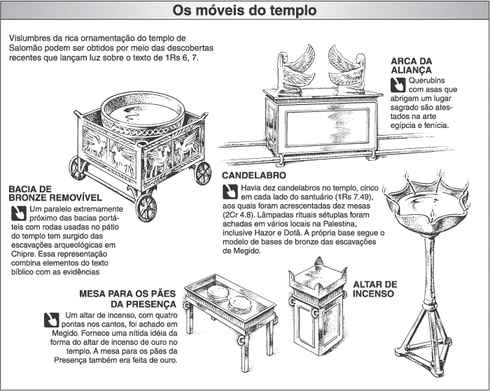 Os móveis do templo
Vislumbres da rica ornamentação do templo de
Salomão podem ser obtidos por meio das descobertas
recentes que lançam luz sobre o texto de 1Rs 6, 7.
ARCA DA
ALIANÇA
Querubins
com asas que
abrigam um lugar
sagrado são ates-
tados na arte
egípcia e fenícia.
BACIA DE
BRONZE REMOVÍVEL
Um paralelo extremamente
próximo das bacias portá-
teis com rodas usadas no pátio
do templo tem surgido das
escavações arqueológicas em
Chipre. Essa representação
combina elementos do texto
bíblico com as evidências
CANDELABRO
Havia dez candelabros no templo, cinco
em cada lado do santuário (1Rs 7.49),
aos quais foram acrescentadas dez mesas
(2Cr 4.8). Lâmpadas rituais sétuplas foram
achadas em vários locais na Palestina,
inclusive Hazor e Dotã. A própria base segue o
modelo de bases de bronze das escavações
de Megido.
MESA PARA OS PÃES
DA PRESENÇA
Um altar de incenso, com quatro
pontas nos cantos, foi achado em
Megido. Fornece uma nítida idéia da
forma do altar de incenso de ouro no
templo. A mesa para os pães da
Presença também era feita de ouro.
ALTAR DE
INCENSO